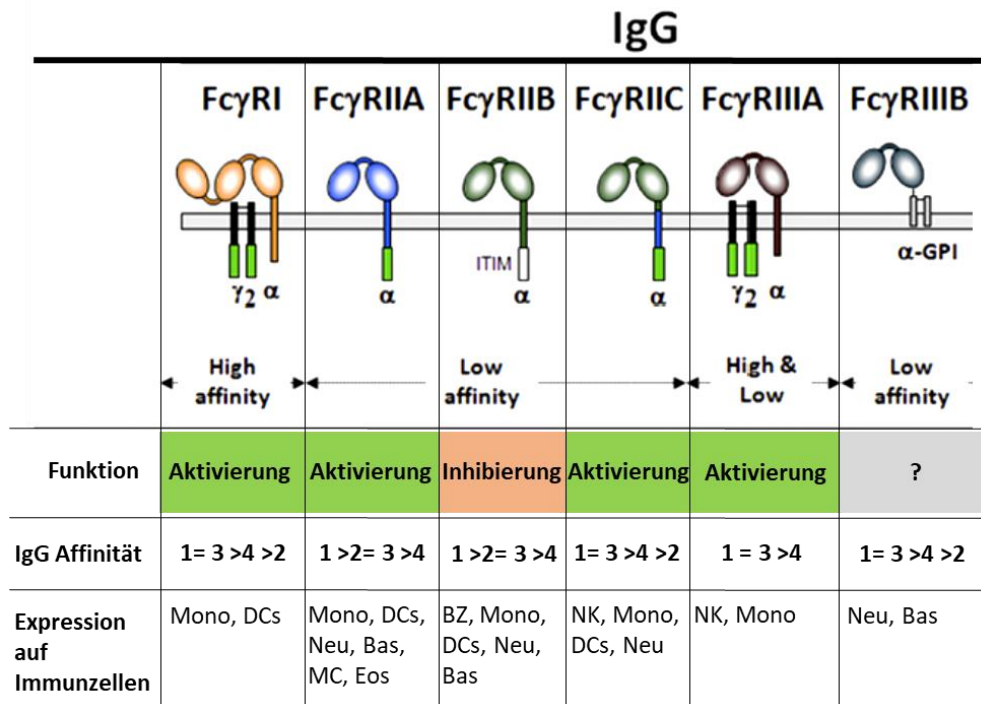 IgG
FcγRI FcγRIIA FcγRIIB FcγRIIC FcγRIIIA FcγRIIIB
α-GPI
ITIM
γ2 α α α α γ2 α
High affinity
Low affinity
High & Low
Low affinity
Funktion Aktivierung Aktivierung Inhibierung Aktivierung Aktivierung ?
IgG Affinität 1= 3 >4 >2 1 >2= 3 >4 1 >2= 3 >4 1= 3 >4 >2 1 = 3 >4 1= 3 >4 >2
Expression auf Immunzellen
Mono, DCs
Mono, DCs,
Neu, Bas,
MC, Eos
BZ, Mono,
DCs, Neu,
Bas
NK, Mono,
DCs, Neu
NK, Mono
Neu, Bas